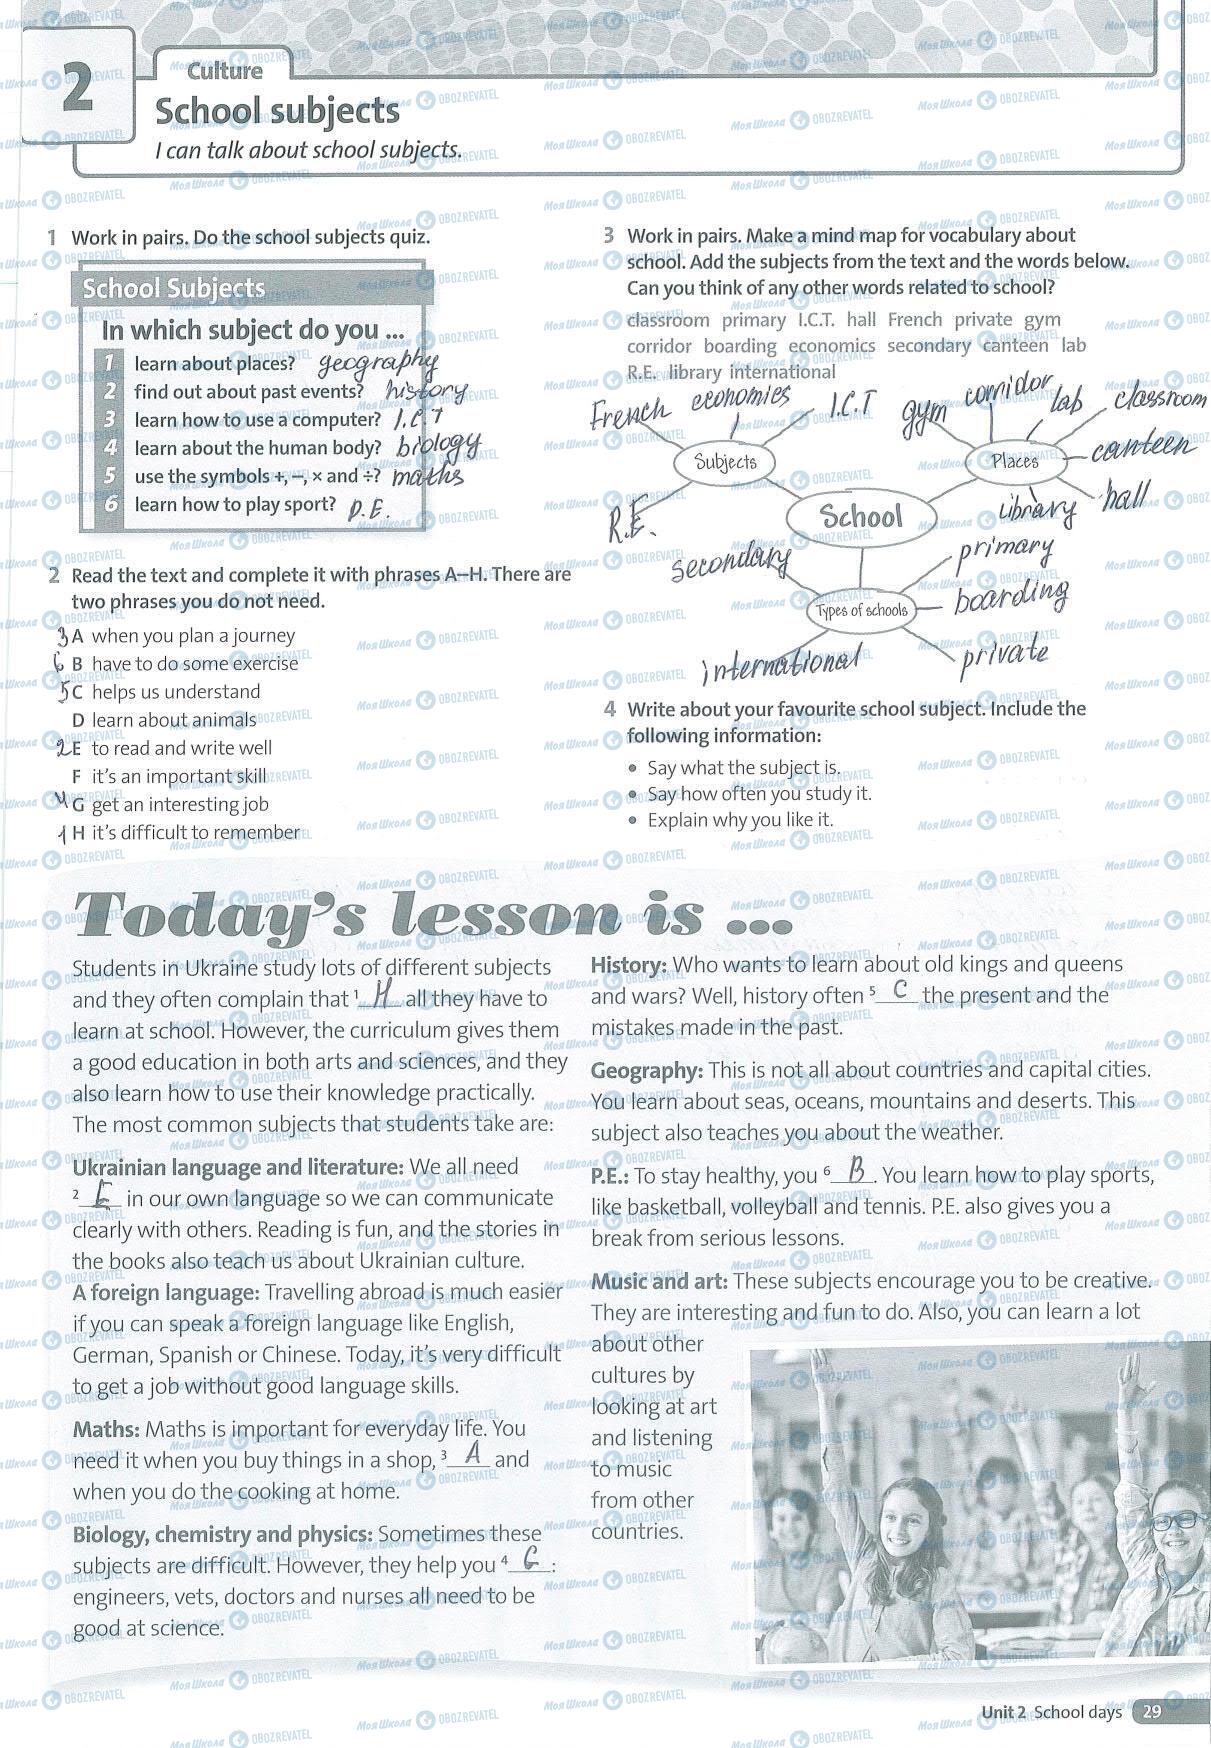 2
Culture
School subjects
I can talk about school subjects.
1 Work in pairs. Do the school subjects quiz.
School Subjects
In which subject do you ...
1 learn about places? geography
2 find out about past events? history
3 learn how to use a computer? I.C.T
4 learn about the human body? biology
5 use the symbols +, –, × and ÷? maths
6 learn how to play sport? P.E.
2 Read the text and complete it with phrases A–H. There are
two phrases you do not need.
3 A when you plan a journey
6 B have to do some exercise
5 C helps us understand
D learn about animals
2 E to read and write well
F it's an important skill
4 G get an interesting job
1 H it's difficult to remember
3 Work in pairs. Make a mind map for vocabulary about
school. Add the subjects from the text and the words below.
Can you think of any other words related to school?
classroom primary I.C.T. hall French private gym
corridor boarding economics secondary canteen lab
R.E. library international
French economies I.C.T gym corridor lab classroom
Subjects Places canteen
R.E. School library hall
secondary primary
Types of schools boarding
international private
4 Write about your favourite school subject. Include the
following information:
• Say what the subject is.
• Say how often you study it.
• Explain why you like it.
Today's lesson is ...
Students in Ukraine study lots of different subjects
and they often complain that ¹ H all they have to
learn at school. However, the curriculum gives them
a good education in both arts and sciences, and they
also learn how to use their knowledge practically.
The most common subjects that students take are:
Ukrainian language and literature: We all need
² E in our own language so we can communicate
clearly with others. Reading is fun, and the stories in
the books also teach us about Ukrainian culture.
A foreign language: Travelling abroad is much easier
if you can speak a foreign language like English,
German, Spanish or Chinese. Today, it's very difficult
to get a job without good language skills.
Maths: Maths is important for everyday life. You
need it when you buy things in a shop, ³ A and
when you do the cooking at home.
Biology, chemistry and physics: Sometimes these
subjects are difficult. However, they help you ⁴ G :
engineers, vets, doctors and nurses all need to be
good at science.
History: Who wants to learn about old kings and queens
and wars? Well, history often ⁵ C the present and the
mistakes made in the past.
Geography: This is not all about countries and capital cities.
You learn about seas, oceans, mountains and deserts. This
subject also teaches you about the weather.
P.E.: To stay healthy, you ⁶ B. You learn how to play sports,
like basketball, volleyball and tennis. P.E. also gives you a
break from serious lessons.
Music and art: These subjects encourage you to be creative.
They are interesting and fun to do. Also, you can learn a lot
about other
cultures by
looking at art
and listening
to music
from other
countries.
Unit 2 School days 29
МояШкола OBOZREVATEL